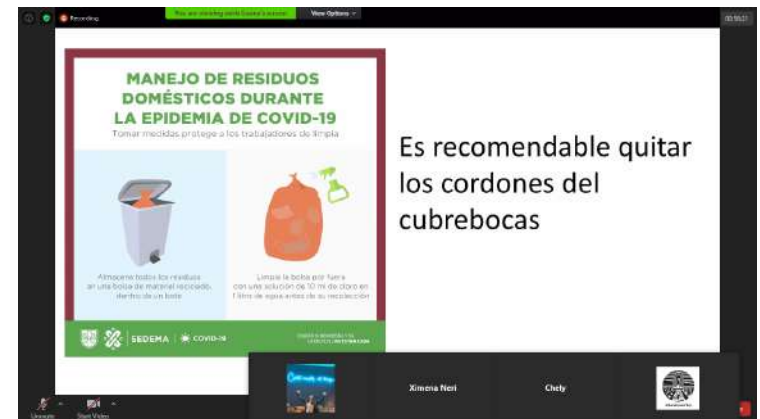 Recording
View Options
MANEJO DE RESIDUOS
DOMÉSTICOS DURANTE
LA EPIDEMIA DE COVID-19
Tomar medidas protege a los trabajadores de limpia
Almacena todos los residuos
en una bolsa de material reciclado,
dentro de un bote
Limpia la bolsa por fuera
con una solución de 10 ml de cloro en
1 litro de agua antes de su recolección
SEDEMA
COVID-19
Es recomendable quitar
los cordones del
cubrebocas
Ximena Neri
Chely
Unmute
Start Video